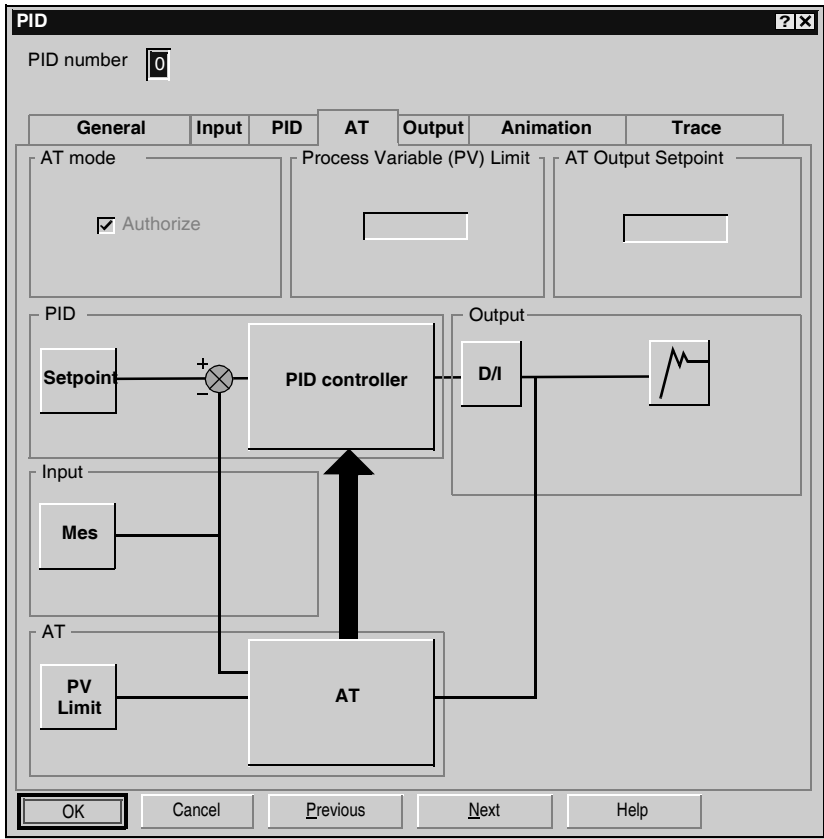 PID
? X
PID number 0
General Input PID AT Output Animation Trace
AT mode
Process Variable (PV) Limit
AT Output Setpoint
Authorize
PID
Output
Setpoint
+
−
PID controller
D/I
Input
Mes
AT
PV
Limit
AT
OK Cancel Previous Next Help